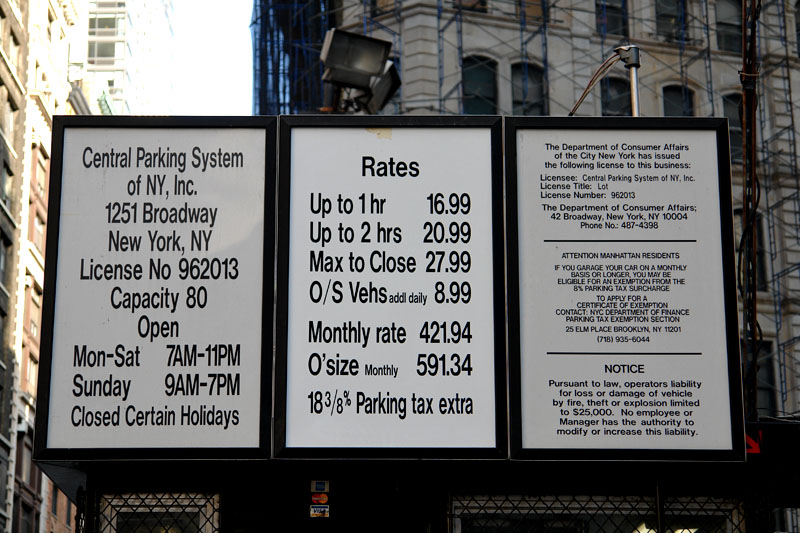 Central Parking System
of NY, Inc.
1251 Broadway
New York, NY
License No 962013
Capacity 80
Open
Mon-Sat 7AM-11PM
Sunday 9AM-7PM
Closed Certain Holidays
Rates
Up to 1 hr 16.99
Up to 2 hrs 20.99
Max to Close 27.99
O/S Vehs addl daily 8.99
Monthly rate 421.94
O'size Monthly 591.34
18 3/8% Parking tax extra
The Department of Consumer Affairs
of the City New York has issued
the following license to this business:
Licensee: Central Parking System of NY, Inc.
License Title: Lot
License Number: 962013
The Department of Consumer Affairs;
42 Broadway, New York, NY 10004
Phone No.: 487-4398
ATTENTION MANHATTAN RESIDENTS
IF YOU GARAGE YOUR CAR ON A MONTHLY
BASIS OR LONGER, YOU MAY BE
ELIGIBLE FOR AN EXEMPTION FROM THE
8% PARKING TAX SURCHARGE
TO APPLY FOR A
CERTIFICATE OF EXEMPTION
CONTACT: NYC DEPARTMENT OF FINANCE
PARKING TAX EXEMPTION SECTION
25 ELM PLACE BROOKLYN, NY 11201
(718) 935-6044
NOTICE
Pursuant to law, operators liability
for loss or damage of vehicle
by fire, theft or explosion limited
to $25,000. No employee or
Manager has the authority to
modify or increase this liability.